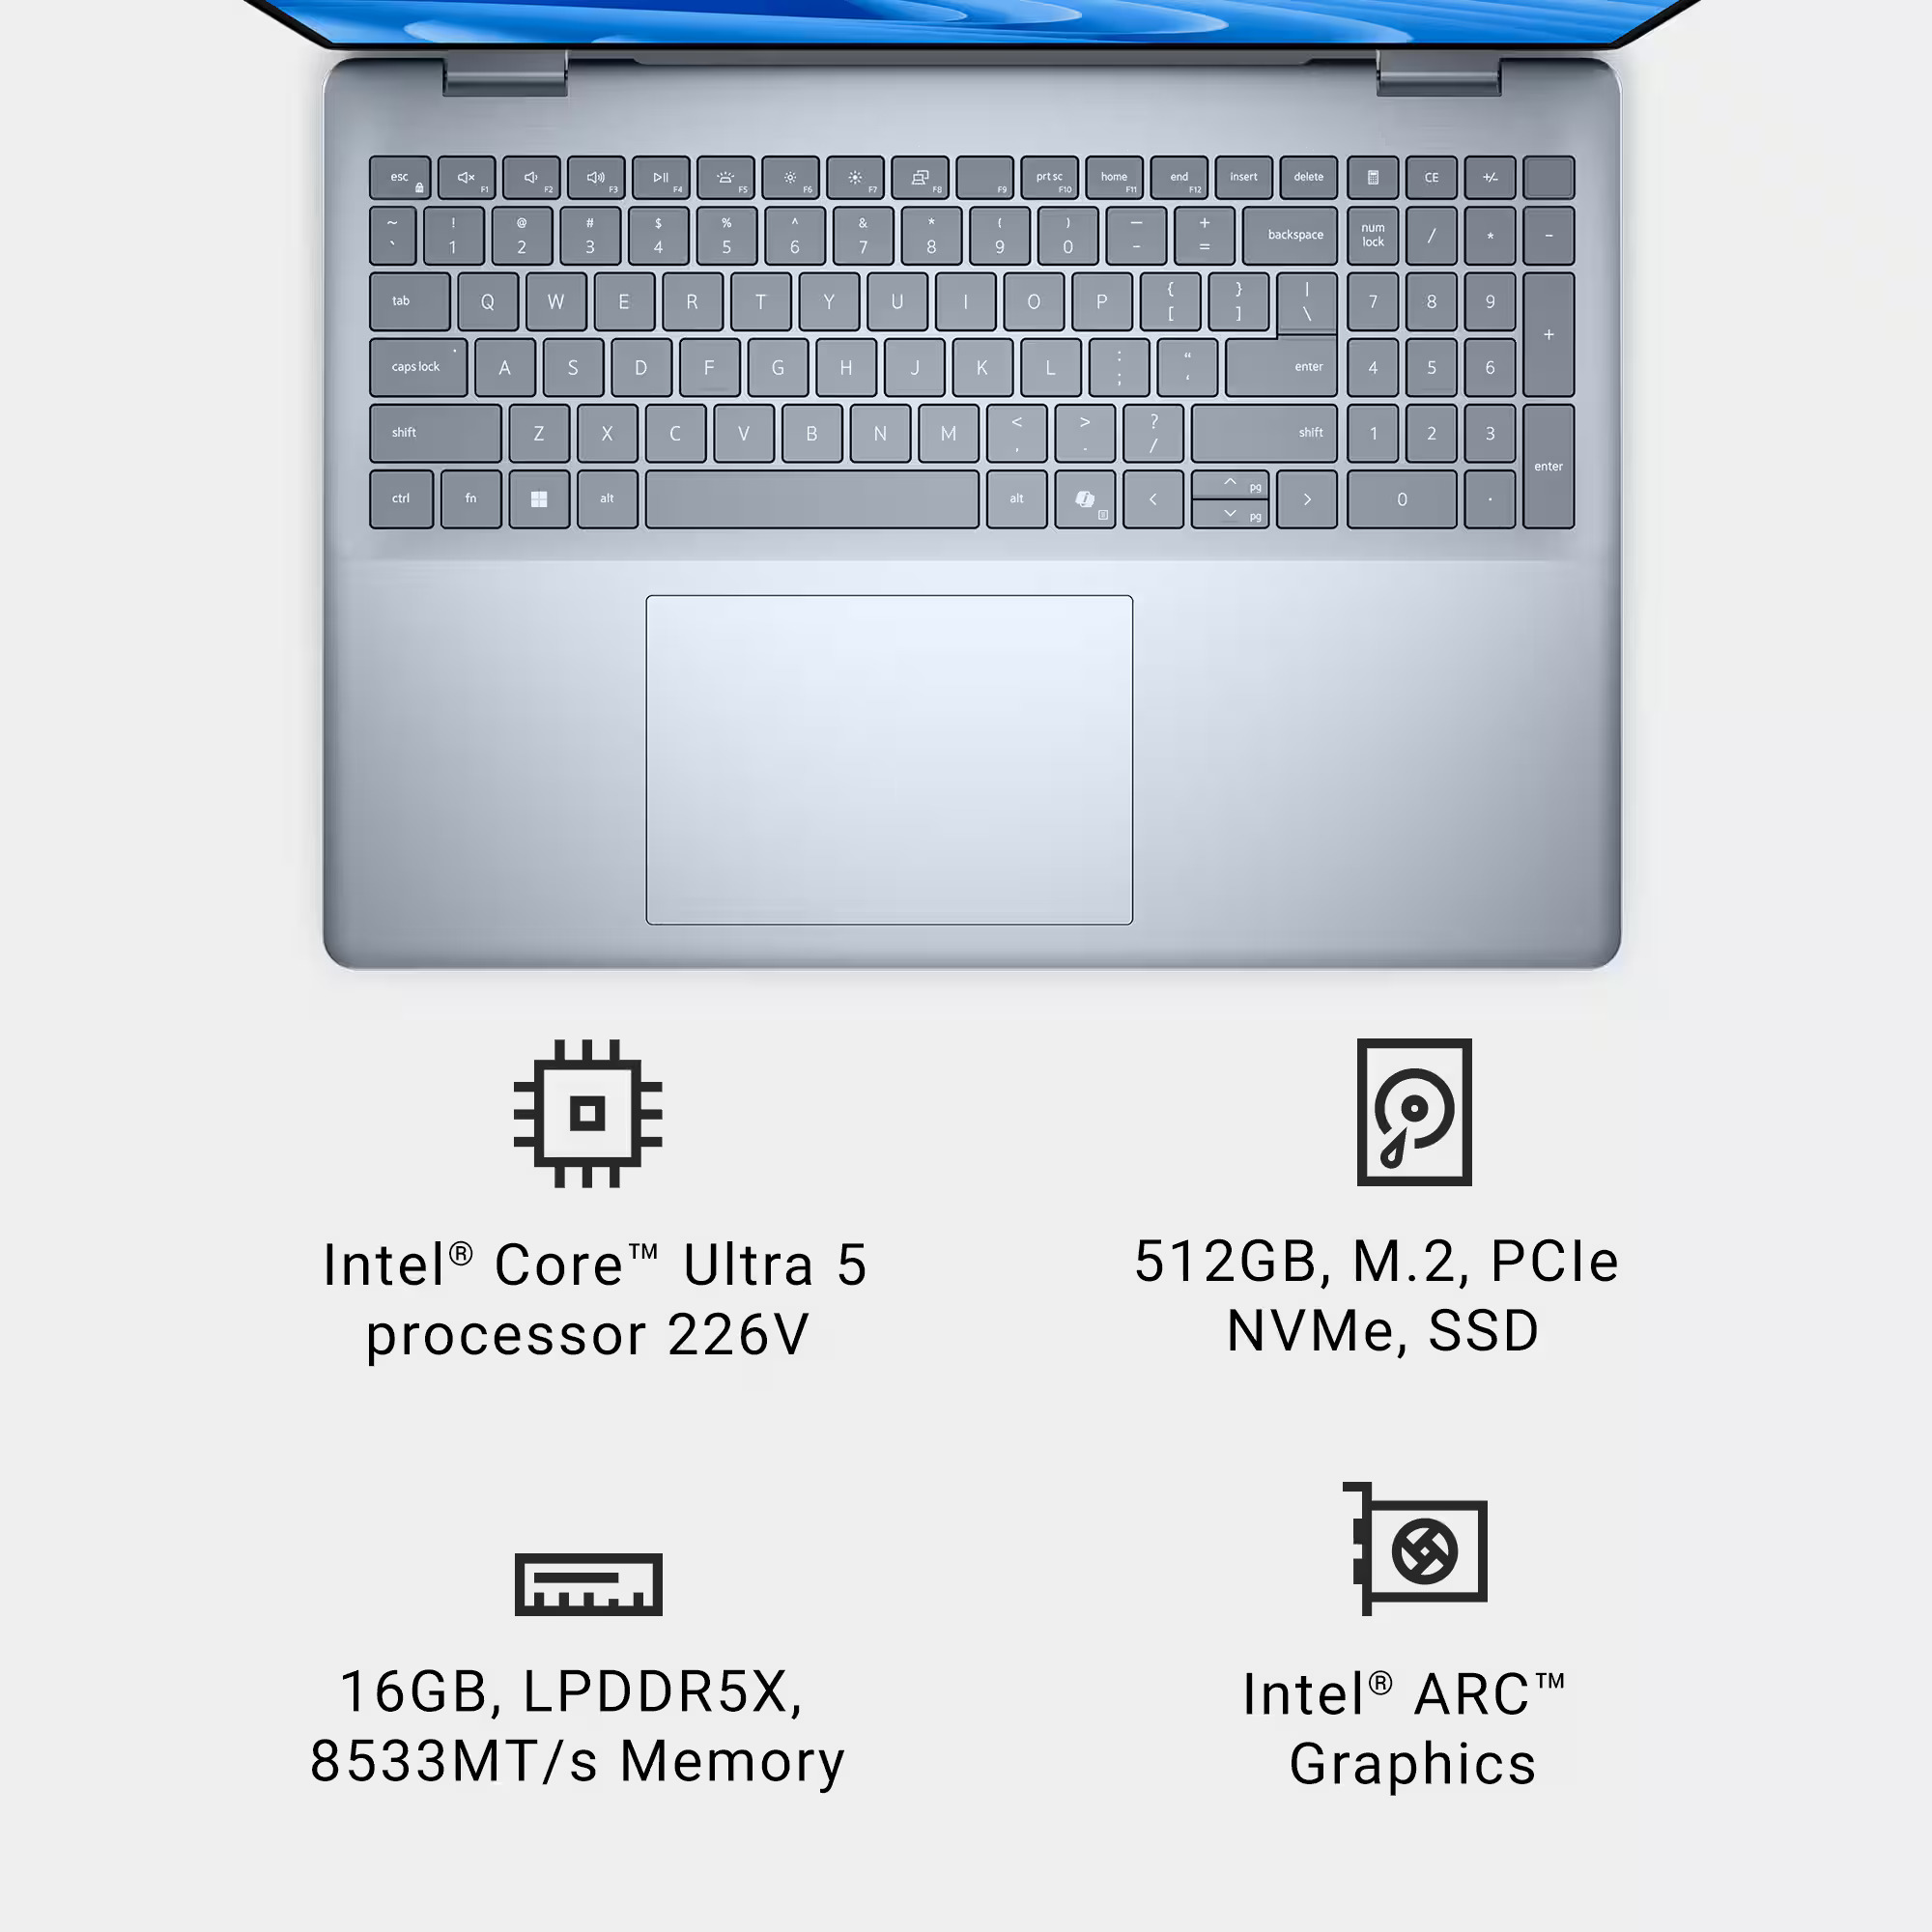 esc F1 F2 F3 F4 F5 F6 F7 F8 F9 prt sc F10 home F11 end F12 insert delete CE +/-
~ ` ! 1 @ 2 # 3 $ 4 % 5 ^ 6 & 7 * 8 ( 9 ) 0 — - + = backspace num lock / * -
tab Q W E R T Y U I O P { [ } ] | \ 7 8 9 +
caps lock A S D F G H J K L : ; “ ‘ enter 4 5 6
shift Z X C V B N M < , > . ? / shift 1 2 3 enter
ctrl fn alt alt < ^ pg > 0 .
pg
Intel® Core™ Ultra 5
processor 226V
512GB, M.2, PCIe
NVMe, SSD
16GB, LPDDR5X,
8533MT/s Memory
Intel® ARC™
Graphics